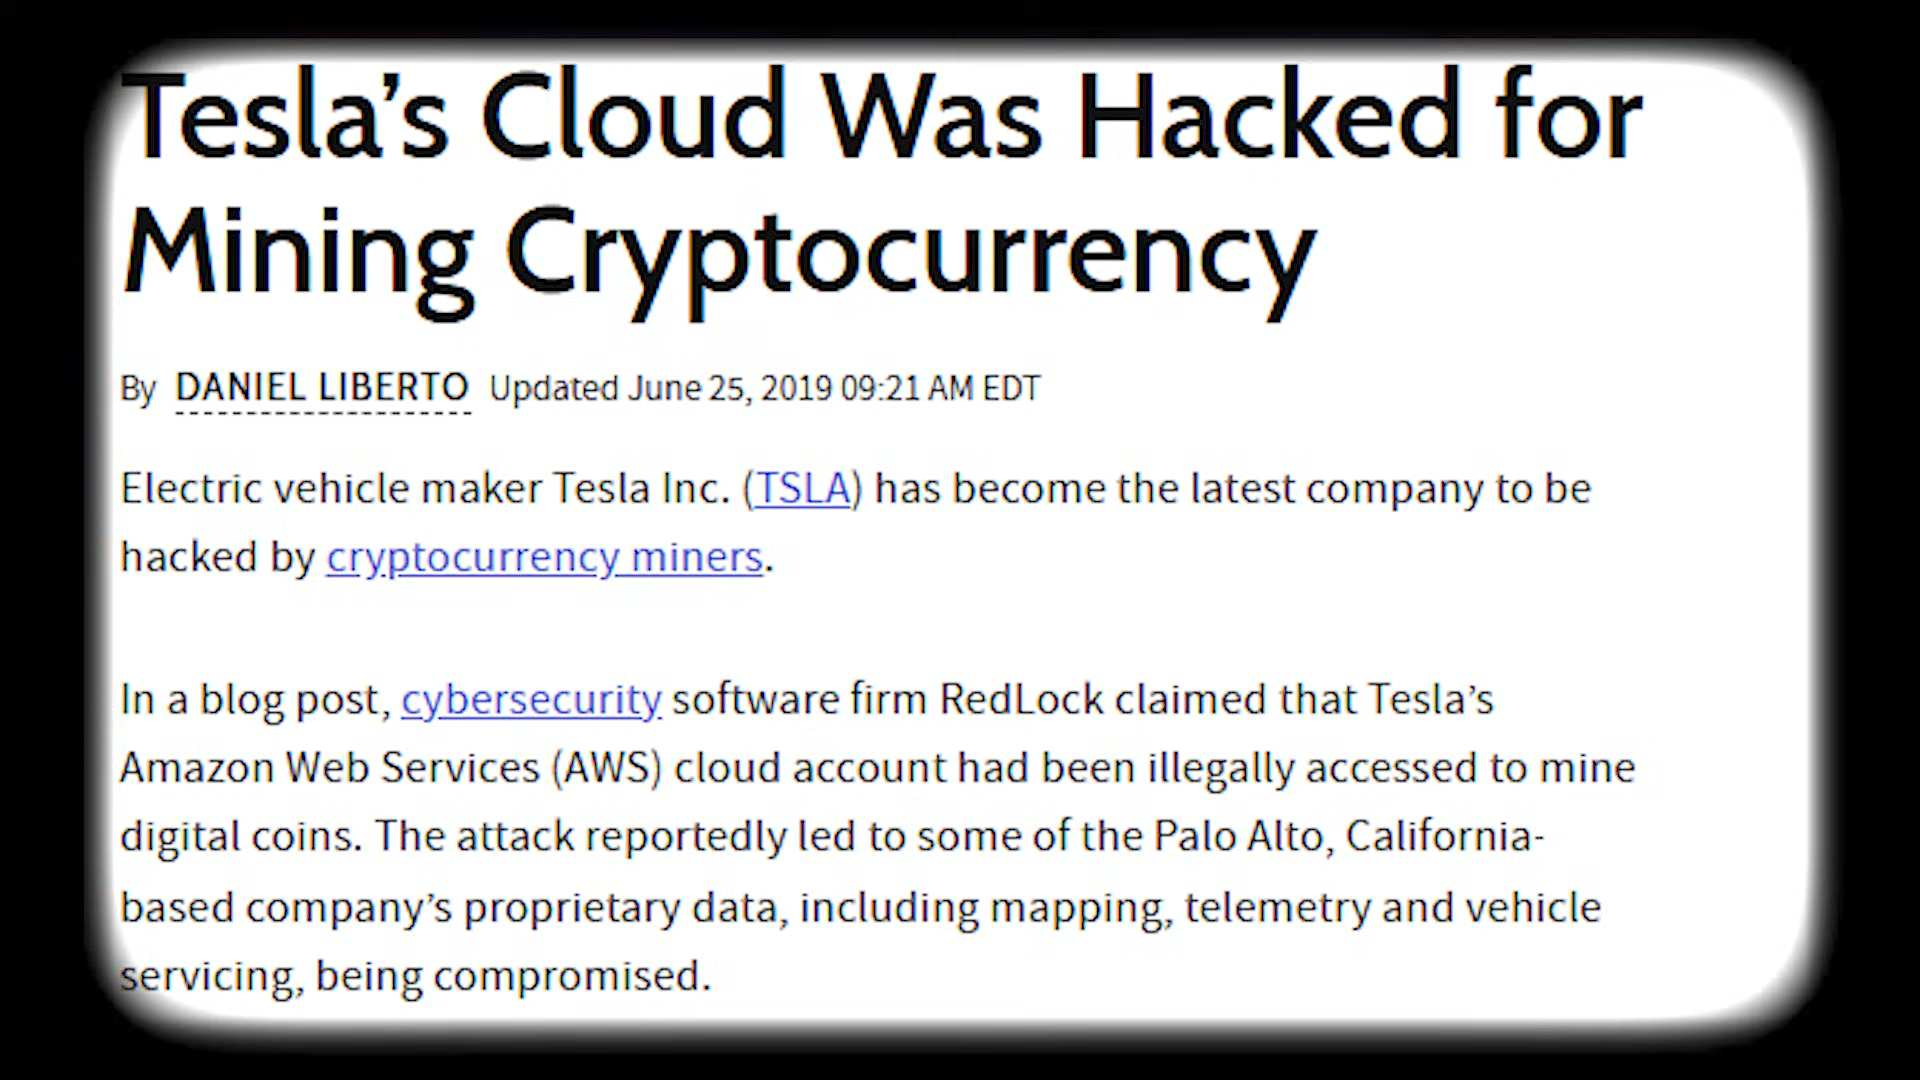 Tesla’s Cloud Was Hacked for
Mining Cryptocurrency
By DANIEL LIBERTO Updated June 25, 2019 09:21 AM EDT
Electric vehicle maker Tesla Inc. (TSLA) has become the latest company to be
hacked by cryptocurrency miners.
In a blog post, cybersecurity software firm RedLock claimed that Tesla’s
Amazon Web Services (AWS) cloud account had been illegally accessed to mine
digital coins. The attack reportedly led to some of the Palo Alto, California-
based company’s proprietary data, including mapping, telemetry and vehicle
servicing, being compromised.